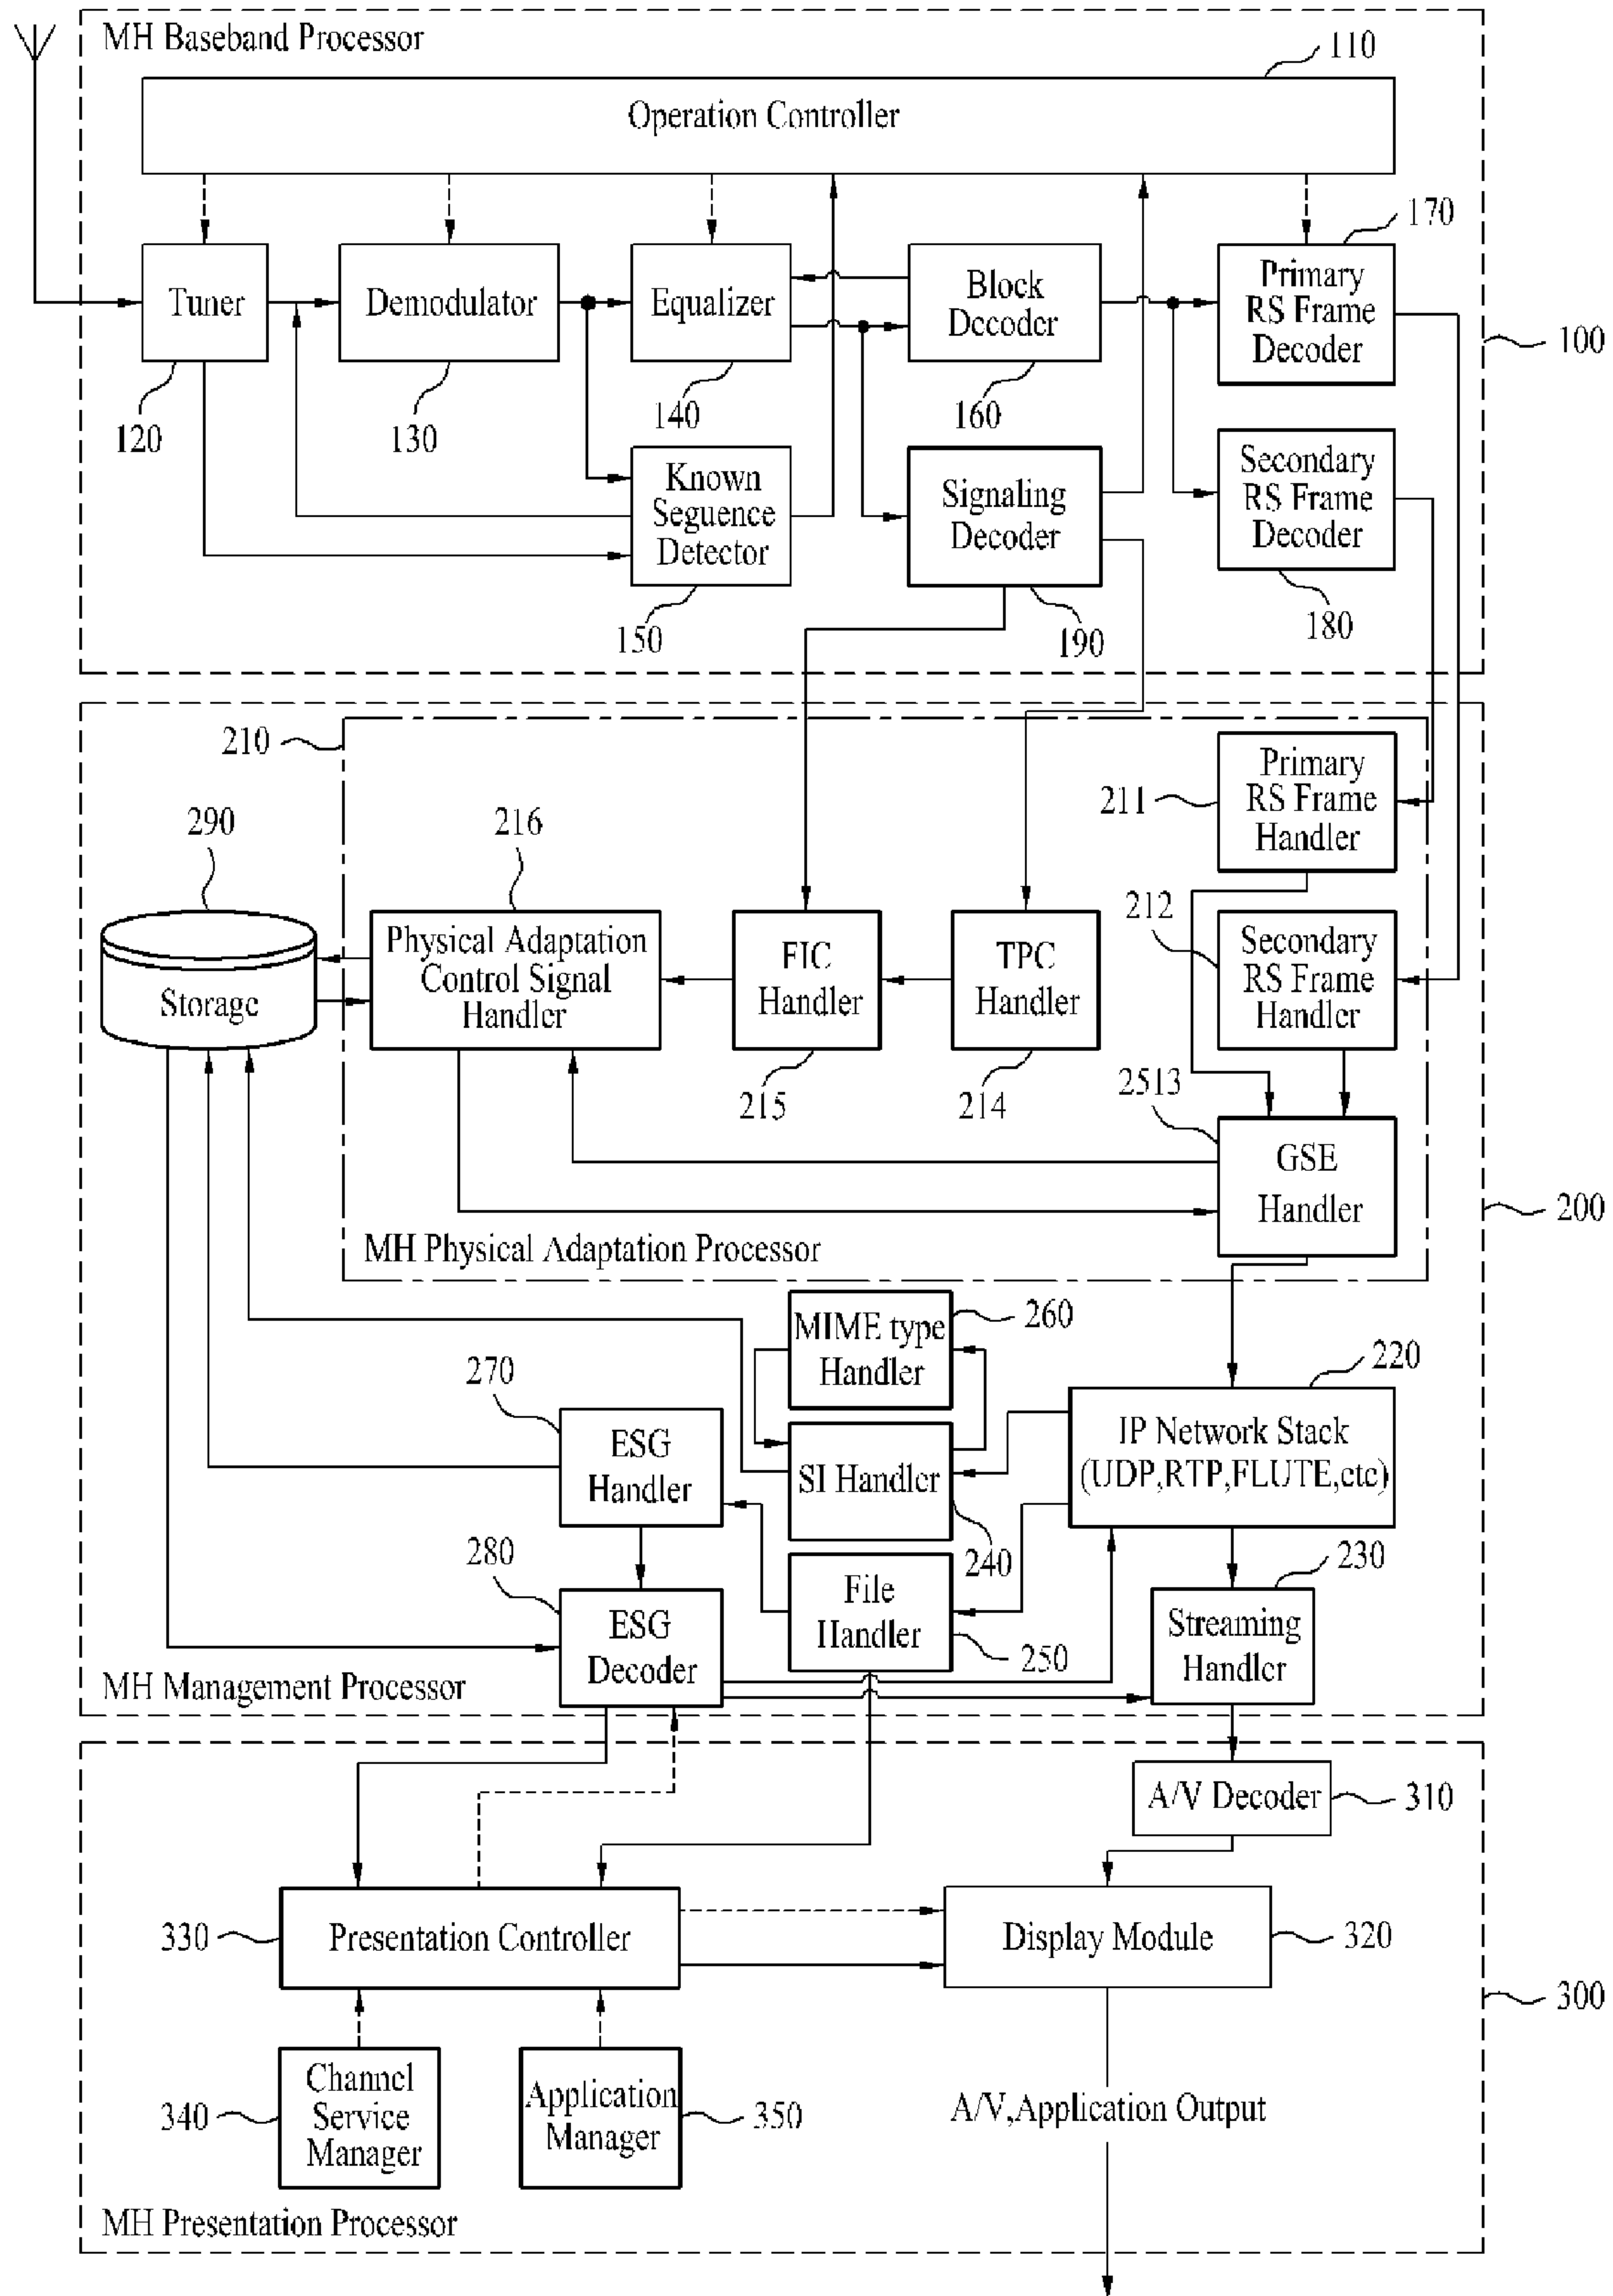 MH Baseband Processor
110
Operation Controller
170
Tuner
Demodulator
Equalizer
Block
Decoder
Primary
RS Frame
Decoder
100
120
130
140
160
Known
Seguence
Detector
Signaling
Decoder
Secondary
RS Frame
Decoder
150
190
180
210
Primary
RS Frame
Handler
211
290
216
212
Storage
Physical Adaptation
Control Signal
Handler
FIC
Handler
TPC
Handler
Secondary
RS Frame
Handler
215
214
2513
GSE
Handler
200
MH Physical Adaptation Processor
MIME type
Handler
260
270
220
ESG
Handler
SI Handler
IP Network Stack
(UDP,RTP,FLUTE,etc)
280
240
230
ESG
Decoder
File
Handler
250
Streaming
Handler
MH Management Processor
A/V Decoder
310
330
Presentation Controller
Display Module
320
300
340
Channel
Service
Manager
Application
Manager
350
A/V,Application Output
MH Presentation Processor